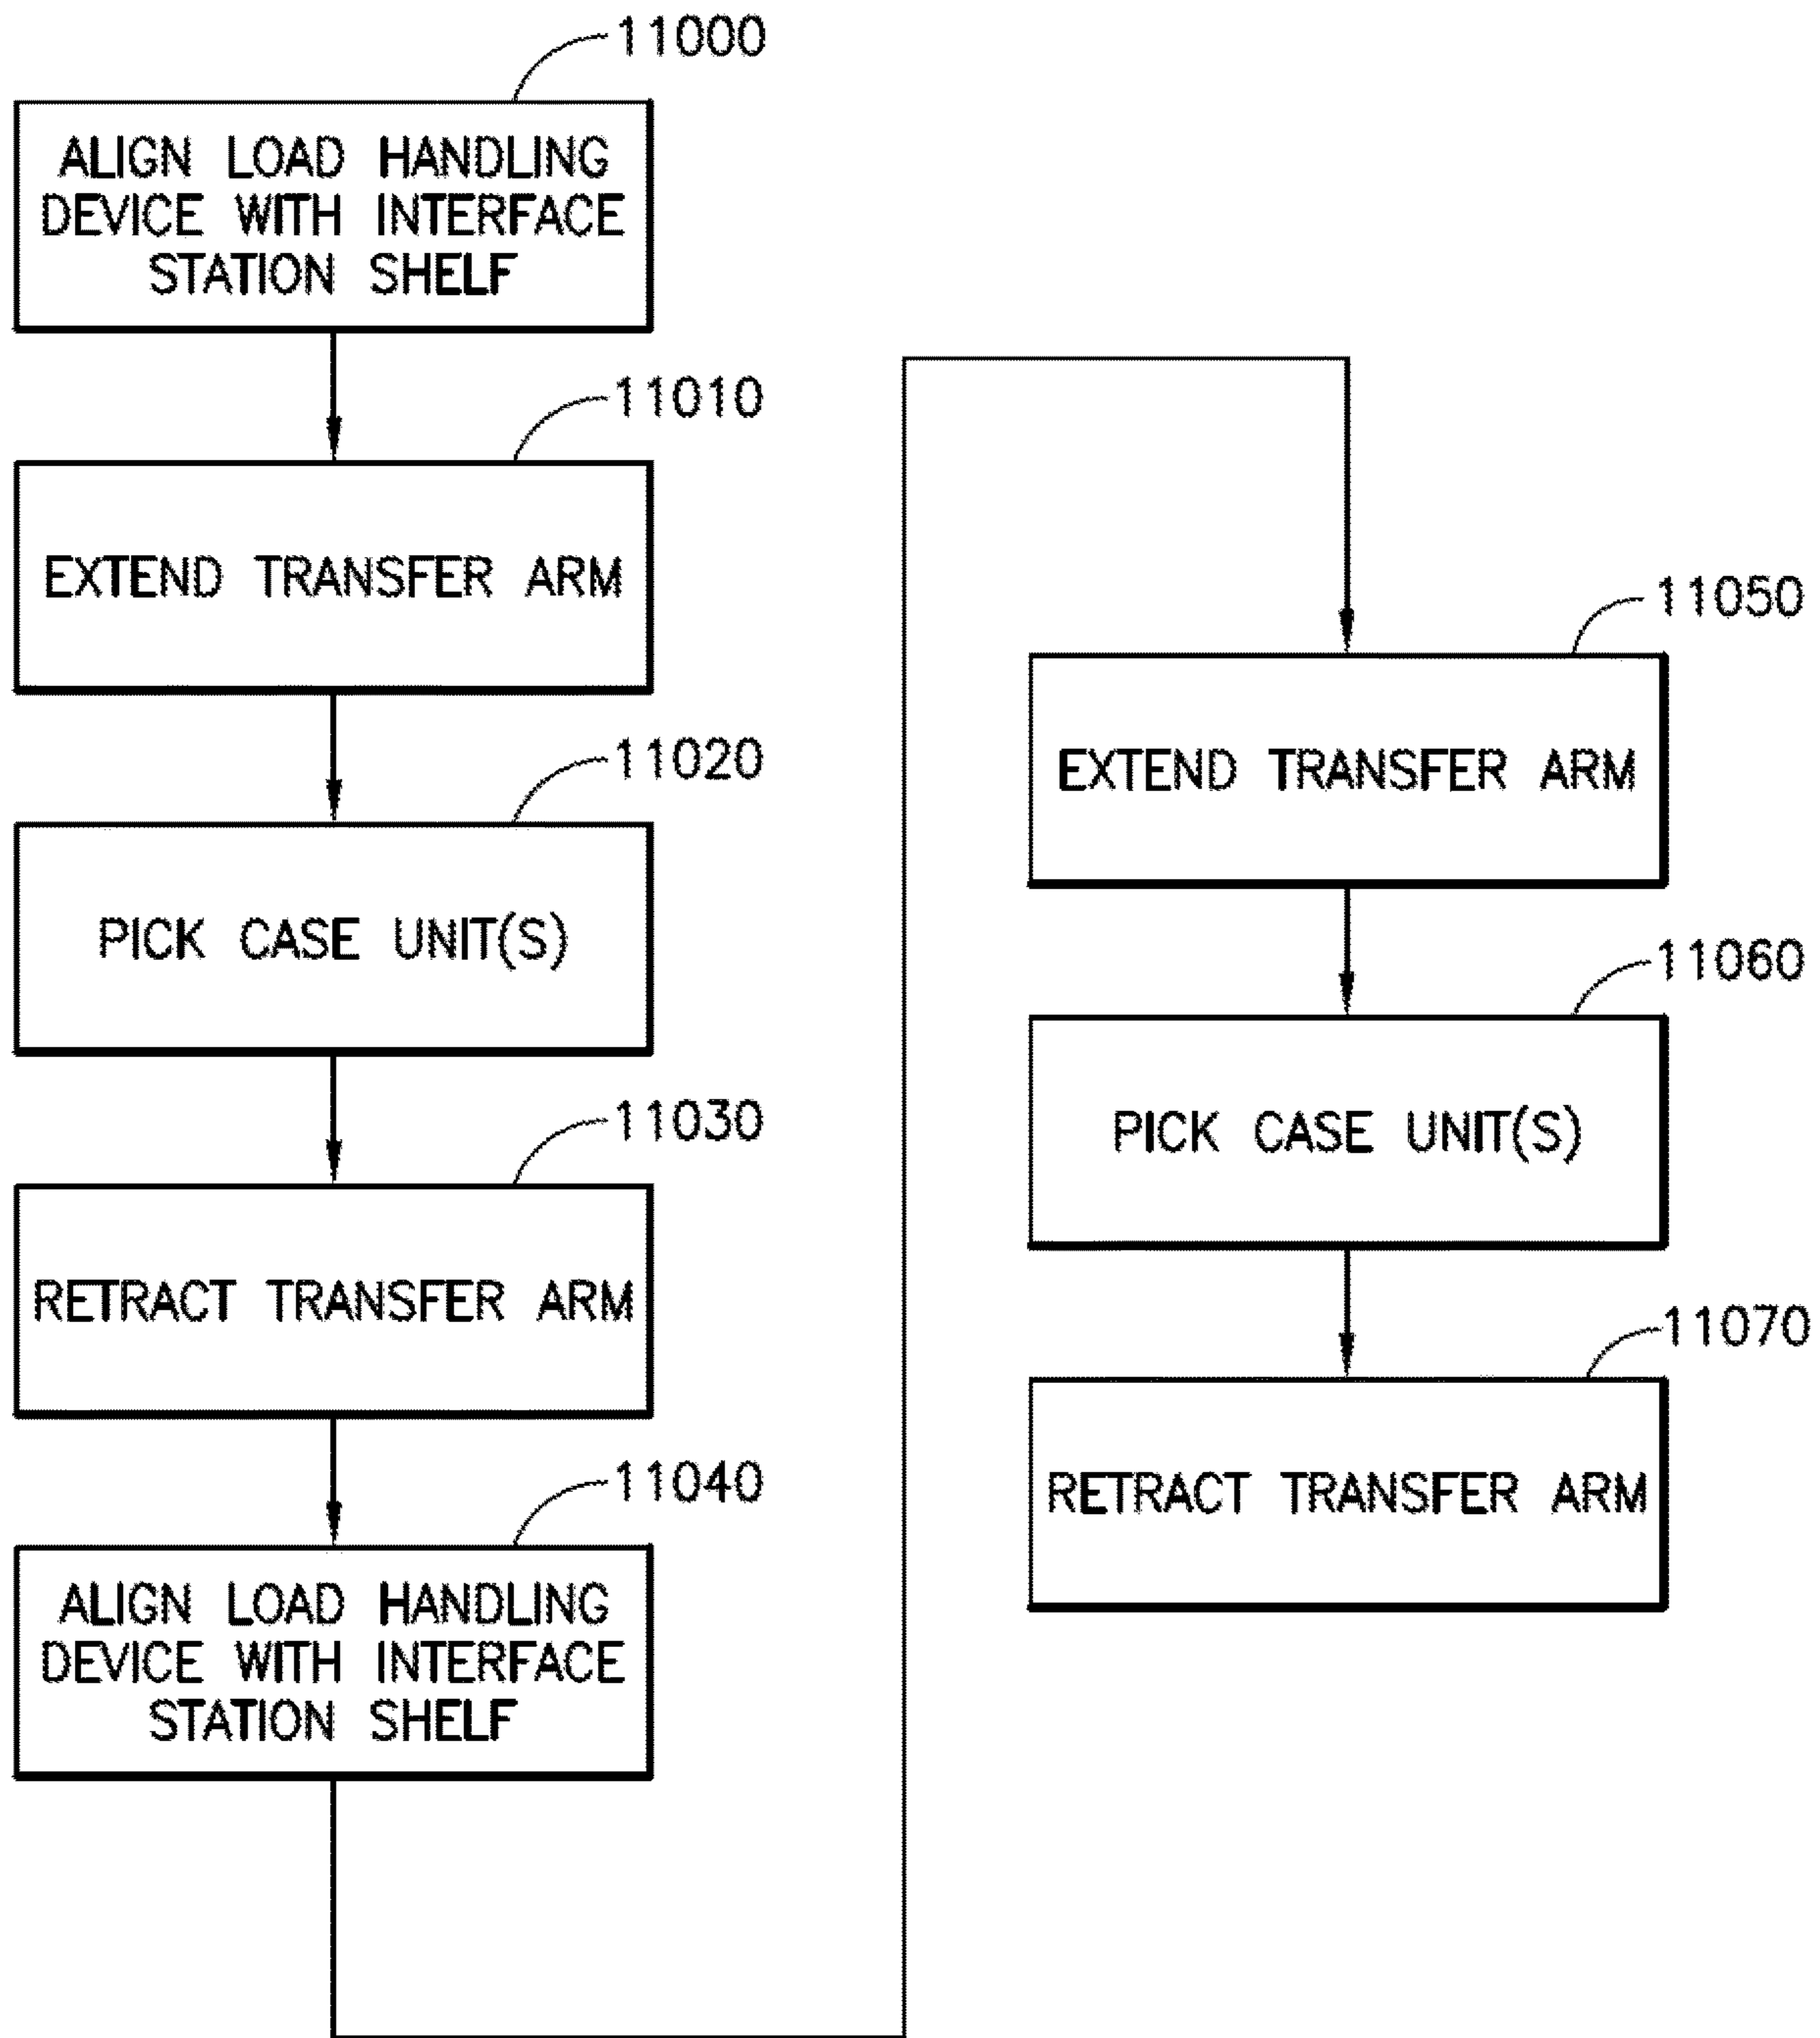 11000
ALIGN LOAD HANDLING
DEVICE WITH INTERFACE
STATION SHELF
11010
EXTEND TRANSFER ARM
11020
PICK CASE UNIT(S)
11030
RETRACT TRANSFER ARM
11040
ALIGN LOAD HANDLING
DEVICE WITH INTERFACE
STATION SHELF
11050
EXTEND TRANSFER ARM
11060
PICK CASE UNIT(S)
11070
RETRACT TRANSFER ARM